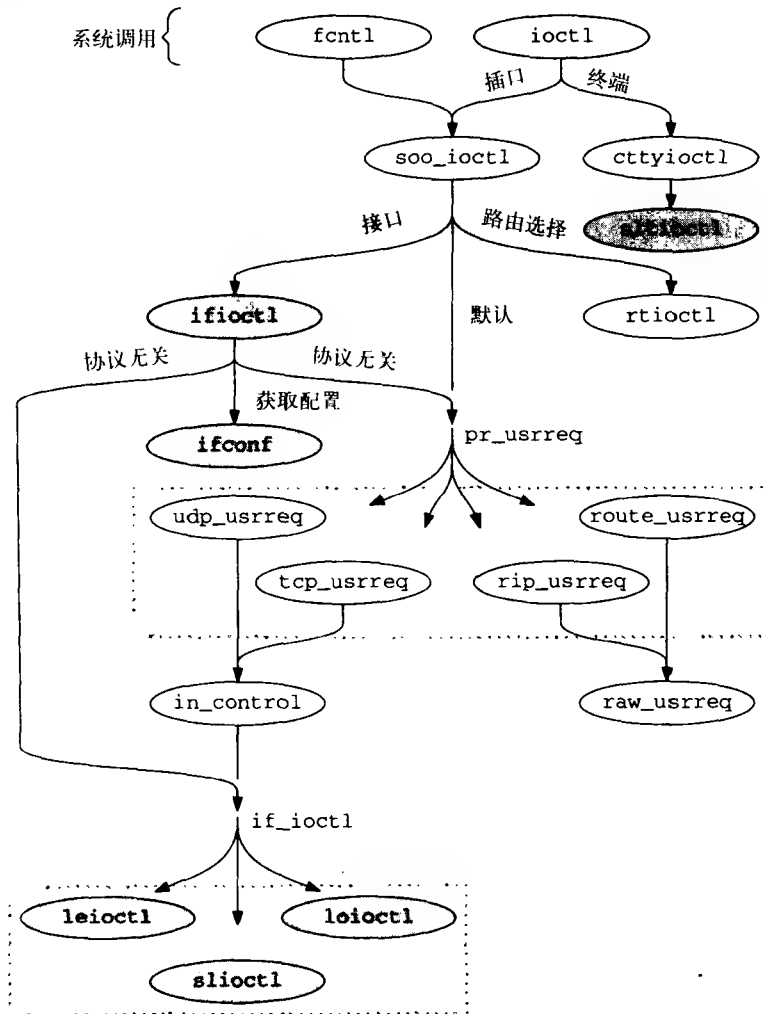 系统调用
fcntl
ioctl
插口
终端
soo_ioctl
cttyioctl
接口
路由选择
ifioctl
默认
rtioctl
协议无关
协议无关
获取配置
ifconf
pr_usrreq
udp_usrreq
route_usrreq
tcp_usrreq
rip_usrreq
in_control
raw_usrreq
if_ioctl
leioctl
loioctl
slioctl